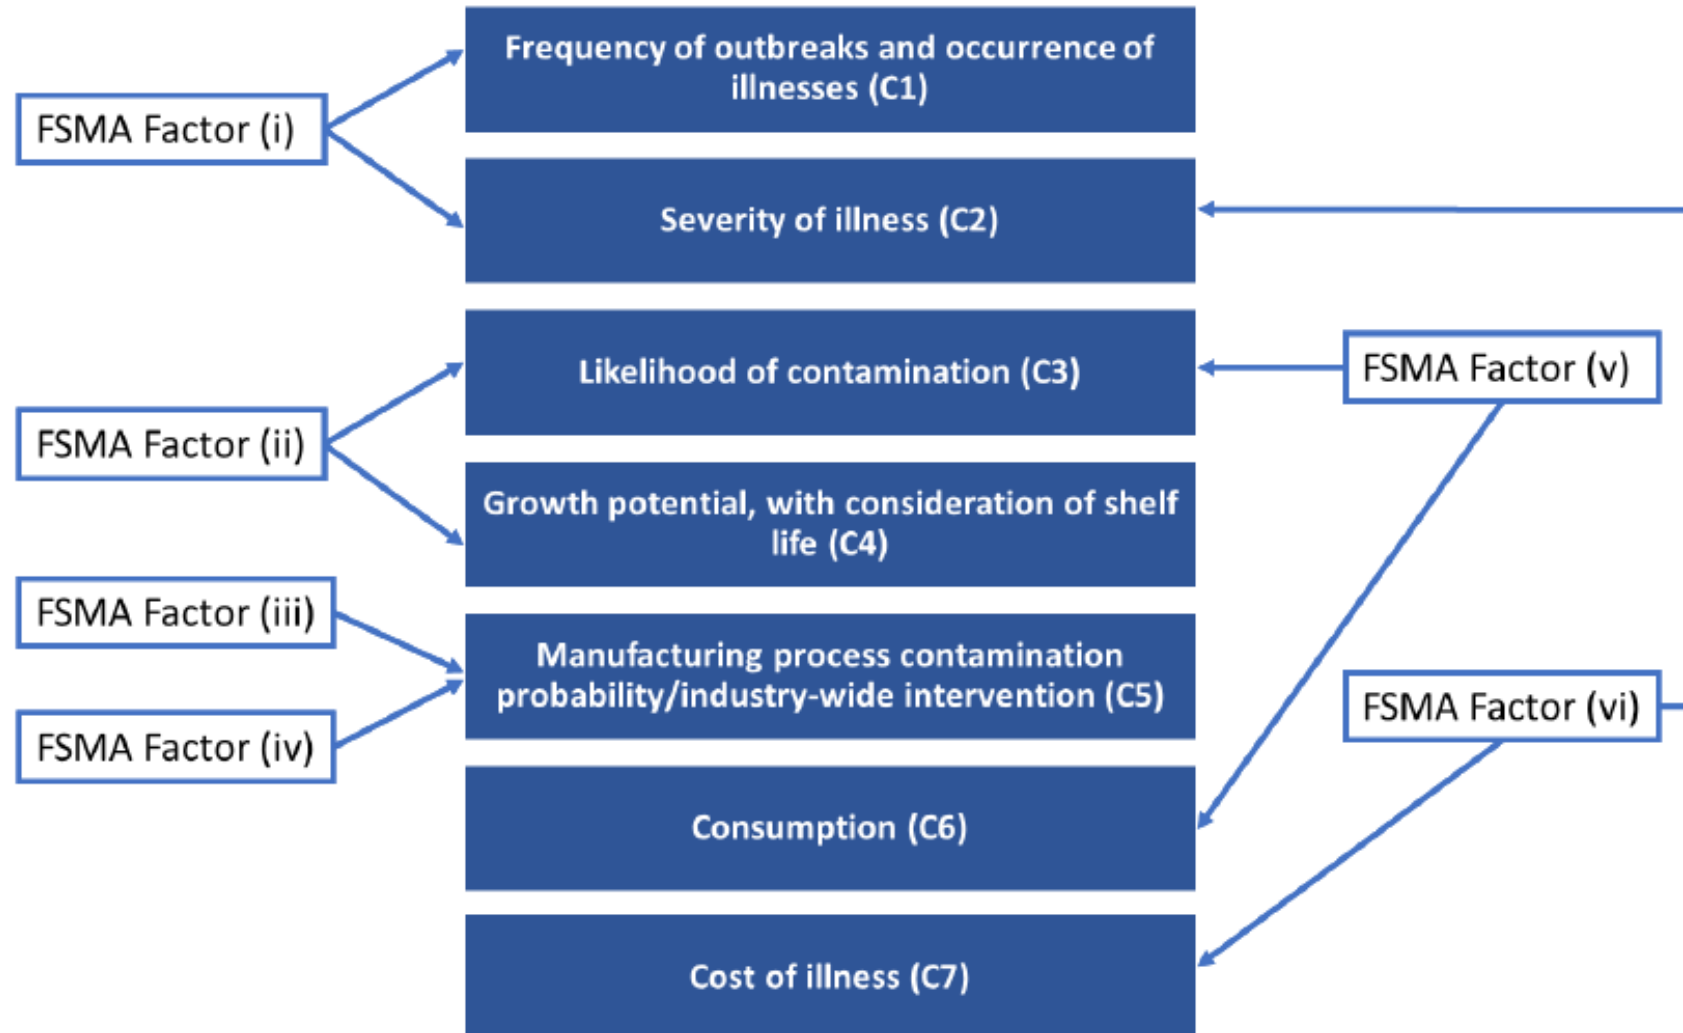 Frequency of outbreaks and occurrence of
illnesses (C1)
FSMA Factor (i)
Severity of illness (C2)
Likelihood of contamination (C3)
FSMA Factor (v)
FSMA Factor (ii)
Growth potential, with consideration of shelf
life (C4)
FSMA Factor (iii)
Manufacturing process contamination
probability/industry-wide intervention (C5)
FSMA Factor (vi)
FSMA Factor (iv)
Consumption (C6)
Cost of illness (C7)